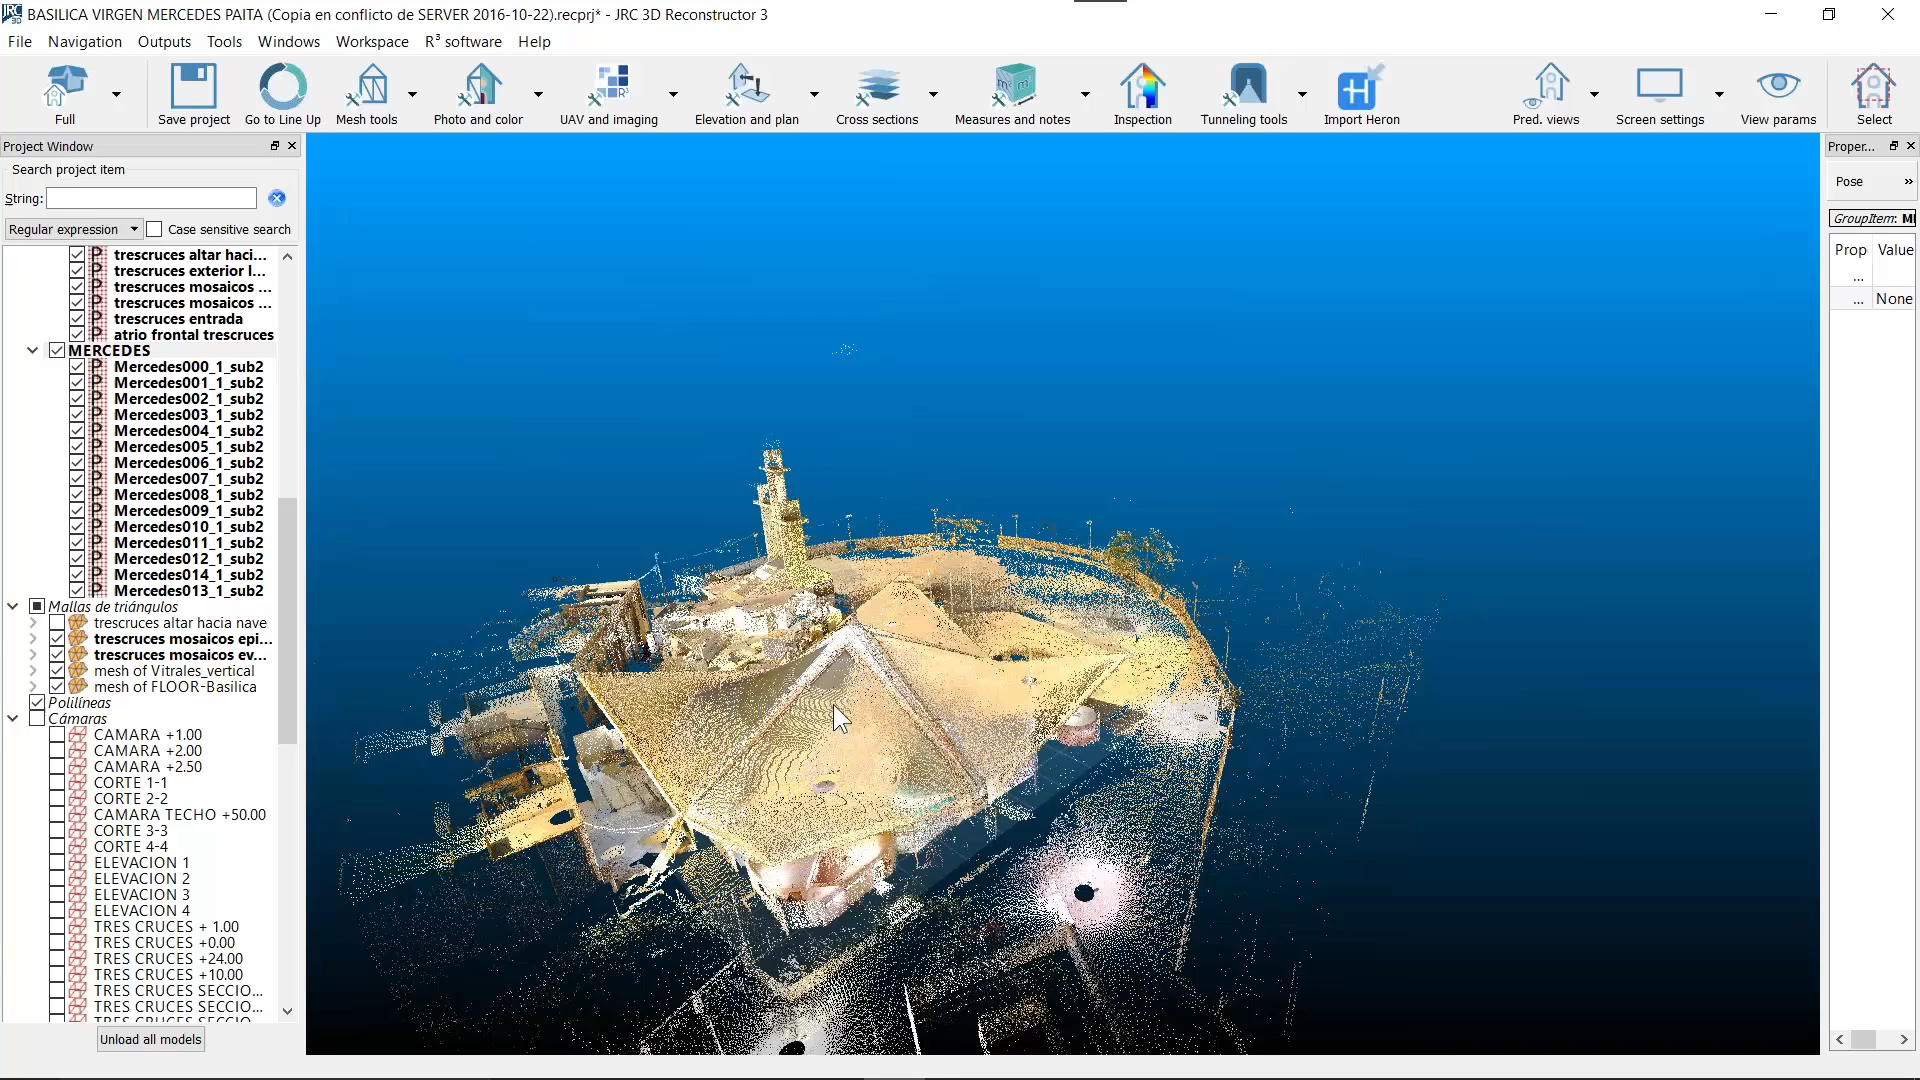 BASILICA VIRGEN MERCEDES PAITA (Copia en conflicto de SERVER 2016-10-22).recprj* - JRC 3D Reconstructor 3
File Navigation Outputs Tools Windows Workspace R³ software Help
Full Save project Go to Line Up Mesh tools Photo and color UAV and imaging Elevation and plan Cross sections Measures and notes Inspection Tunneling tools Import Heron Pred. views Screen settings View params Select
Project Window
Search project item
String:
Regular expression Case sensitive search
trescruces altar haci...
trescruces exterior l...
trescruces mosaicos ...
trescruces mosaicos ...
trescruces entrada
atrio frontal trescruces
MERCEDES
Mercedes000_1_sub2
Mercedes001_1_sub2
Mercedes002_1_sub2
Mercedes003_1_sub2
Mercedes004_1_sub2
Mercedes005_1_sub2
Mercedes006_1_sub2
Mercedes007_1_sub2
Mercedes008_1_sub2
Mercedes009_1_sub2
Mercedes010_1_sub2
Mercedes011_1_sub2
Mercedes012_1_sub2
Mercedes014_1_sub2
Mercedes013_1_sub2
Mallas de triángulos
trescruces altar hacia nave
trescruces mosaicos epi...
trescruces mosaicos ev...
mesh of Vitrales_vertical
mesh of FLOOR-Basilica
Polilíneas
Cámaras
CAMARA +1.00
CAMARA +2.00
CAMARA +2.50
CORTE 1-1
CORTE 2-2
CAMARA TECHO +50.00
CORTE 3-3
CORTE 4-4
ELEVACION 1
ELEVACION 2
ELEVACION 3
ELEVACION 4
TRES CRUCES + 1.00
TRES CRUCES +0.00
TRES CRUCES +24.00
TRES CRUCES +10.00
TRES CRUCES SECCIO...
TRES CRUCES SECCIO...
Unload all models
Proper...
Pose »
GroupItem: M
Prop Value
...
... None